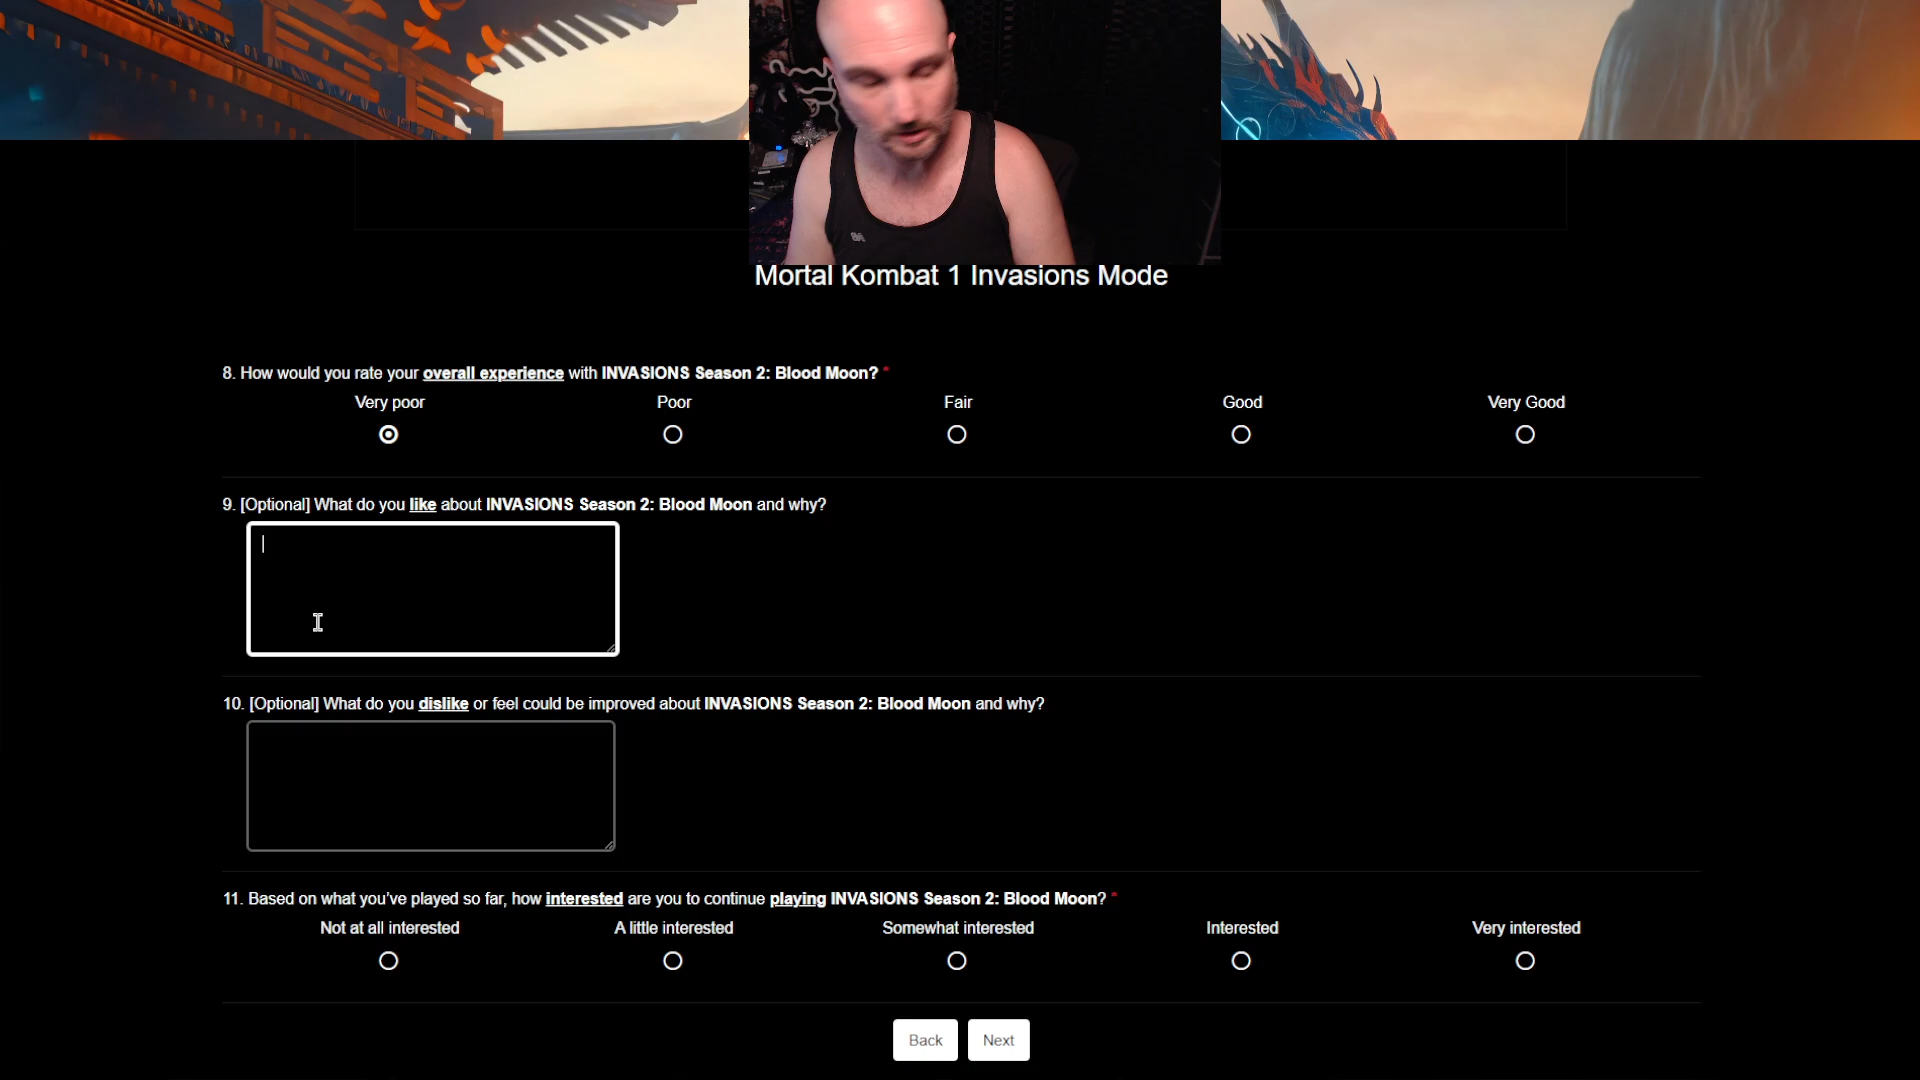 Mortal Kombat 1 Invasions Mode
8. How would you rate your overall experience with INVASIONS Season 2: Blood Moon? *
Very poor Poor Fair Good Very Good
9. [Optional] What do you like about INVASIONS Season 2: Blood Moon and why?
10. [Optional] What do you dislike or feel could be improved about INVASIONS Season 2: Blood Moon and why?
11. Based on what you've played so far, how interested are you to continue playing INVASIONS Season 2: Blood Moon? *
Not at all interested A little interested Somewhat interested Interested Very interested
Back Next